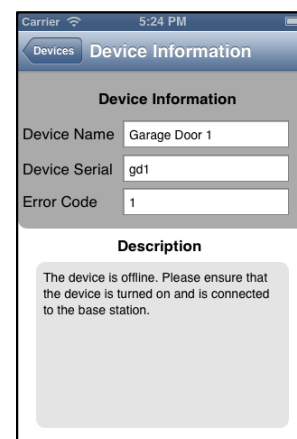 Carrier 5:24 PM
Devices Device Information
Device Information
Device Name Garage Door 1
Device Serial gd1
Error Code 1
Description
The device is offline. Please ensure that
the device is turned on and is connected
to the base station.